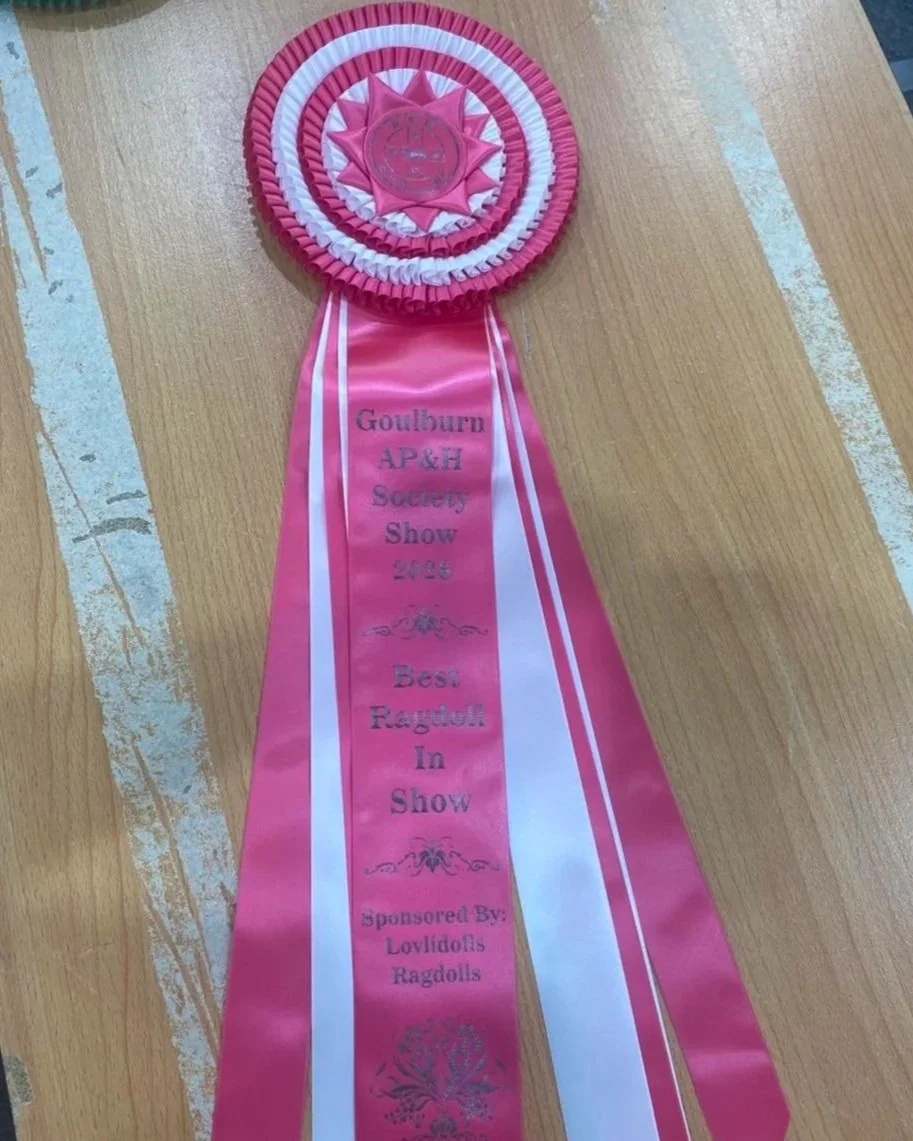 Goulburn
AP&H
Society
Show
Best
Ragdoll
In
Show
Sponsored By:
Lovlidolls
Ragdolls